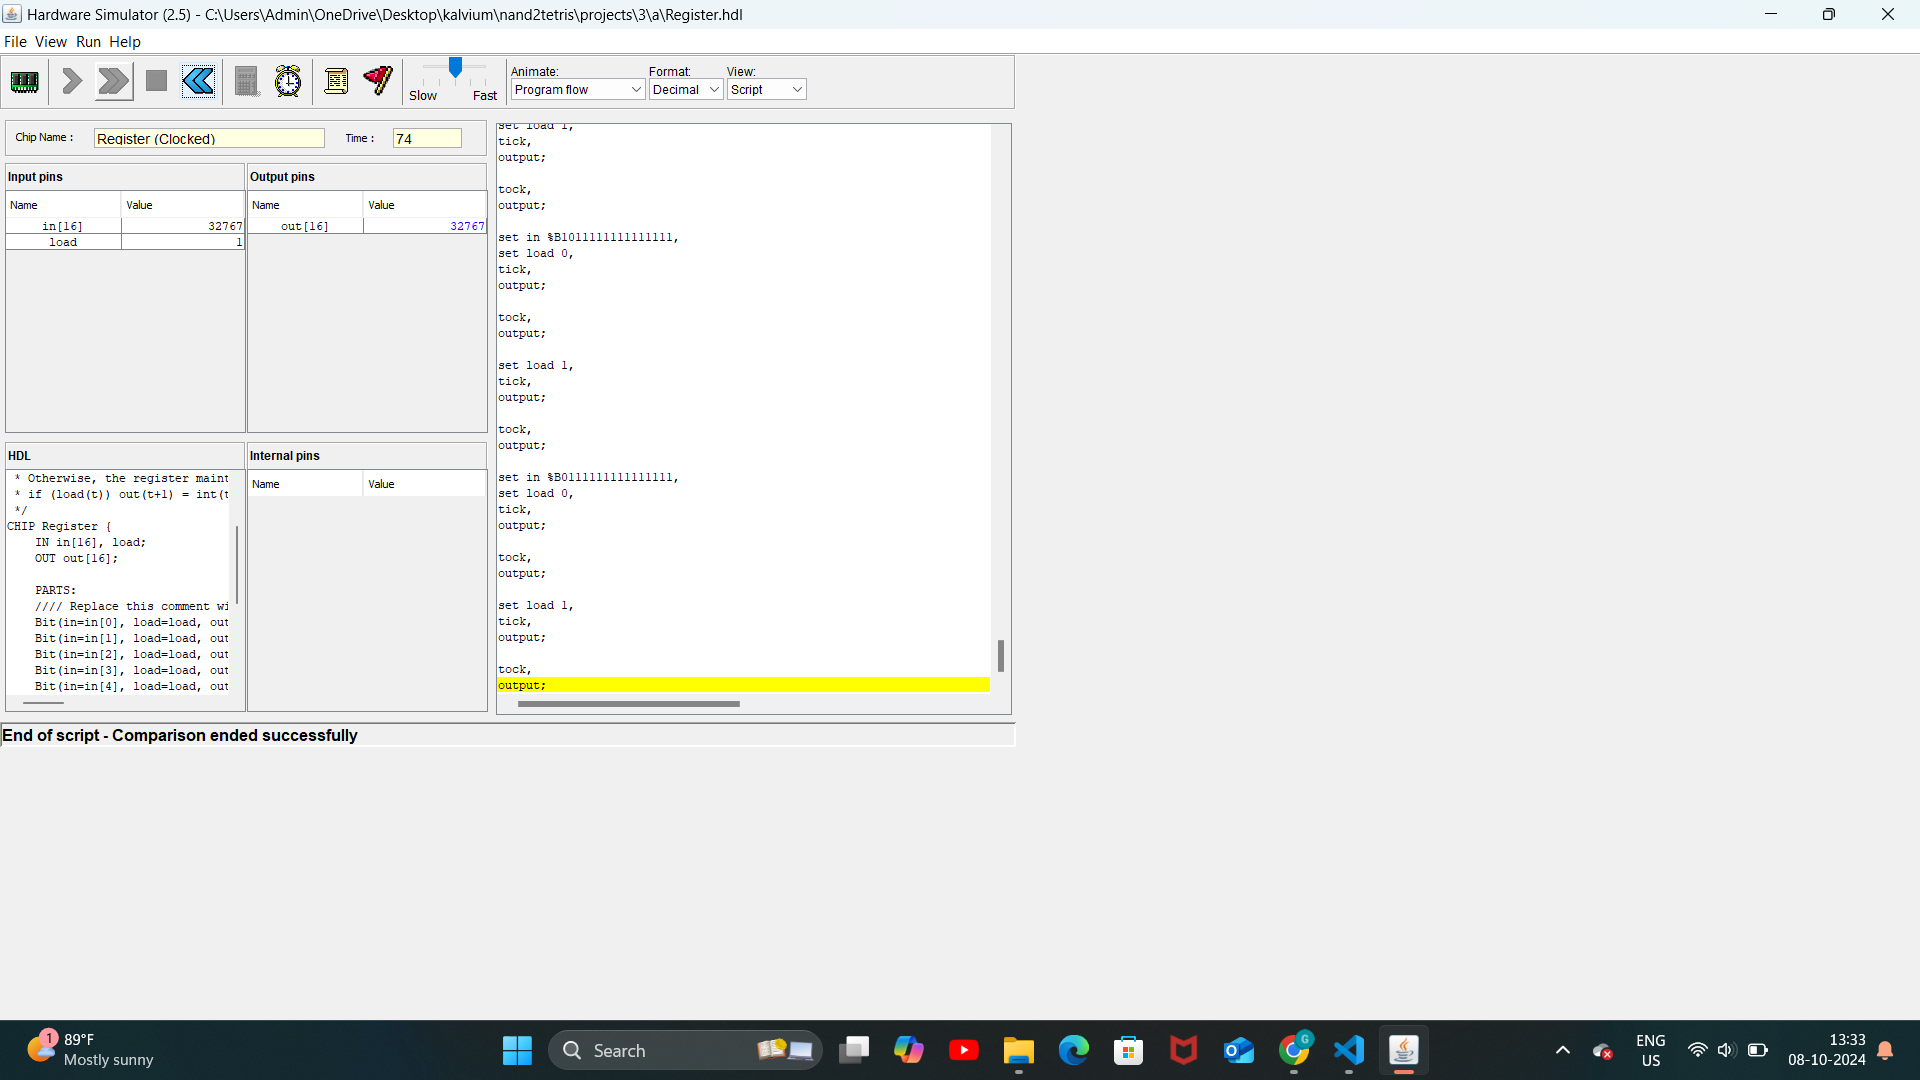 Hardware Simulator (2.5) - C:\Users\Admin\OneDrive\Desktop\kalvium\nand2tetris\projects\3\a\Register.hdl
File View Run Help
Slow Fast
Animate:
Program flow
Format:
Decimal
View:
Script
Chip Name : Register (Clocked) Time : 74
Input pins
Name Value
in[16] 32767
load 1
Output pins
Name Value
out[16] 32767
HDL
* Otherwise, the register maint
* if (load(t)) out(t+1) = int(t
*/
CHIP Register {
IN in[16], load;
OUT out[16];
PARTS:
//// Replace this comment wi
Bit(in=in[0], load=load, out
Bit(in=in[1], load=load, out
Bit(in=in[2], load=load, out
Bit(in=in[3], load=load, out
Bit(in=in[4], load=load, out
Internal pins
Name Value
set load 1,
tick,
output;
tock,
output;
set in %B1011111111111111,
set load 0,
tick,
output;
tock,
output;
set load 1,
tick,
output;
tock,
output;
set in %B0111111111111111,
set load 0,
tick,
output;
tock,
output;
set load 1,
tick,
output;
tock,
output;
End of script - Comparison ended successfully
1
89°F
Mostly sunny
Search
G
ENG
US
13:33
08-10-2024